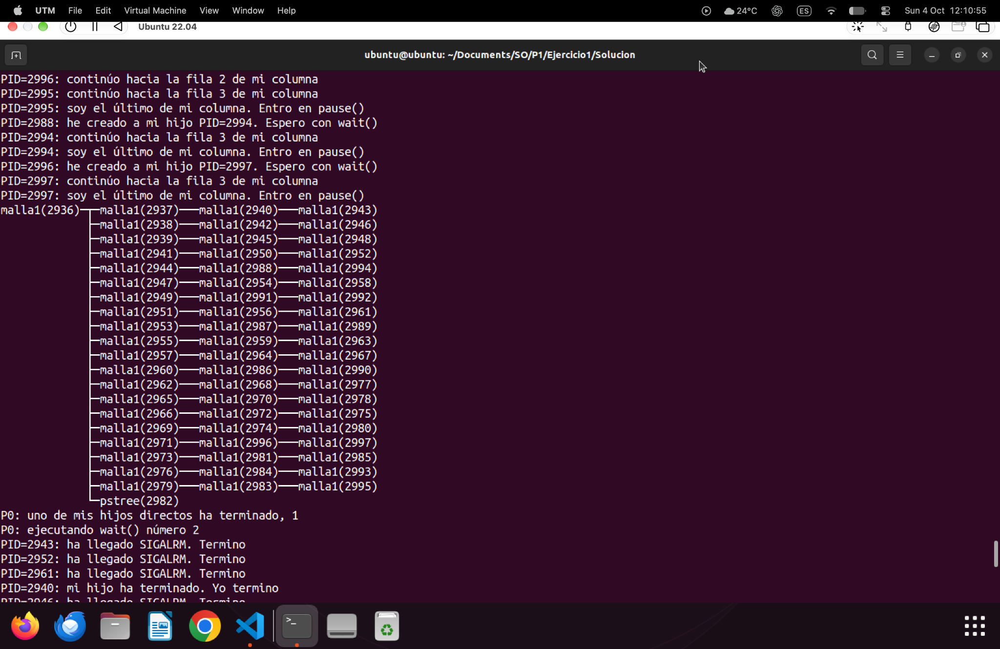 UTM File Edit Virtual Machine View Window Help 24°C ES Sun 4 Oct 12:10:55
Ubuntu 22.04
ubuntu@ubuntu: ~/Documents/SO/P1/Ejercicio1/Solucion
PID=2996: continúo hacia la fila 2 de mi columna
PID=2995: continúo hacia la fila 3 de mi columna
PID=2995: soy el último de mi columna. Entro en pause()
PID=2988: he creado a mi hijo PID=2994. Espero con wait()
PID=2994: continúo hacia la fila 3 de mi columna
PID=2994: soy el último de mi columna. Entro en pause()
PID=2996: he creado a mi hijo PID=2997. Espero con wait()
PID=2997: continúo hacia la fila 3 de mi columna
PID=2997: soy el último de mi columna. Entro en pause()
malla1(2936)─┬─malla1(2937)───malla1(2940)───malla1(2943)
├─malla1(2938)───malla1(2942)───malla1(2946)
├─malla1(2939)───malla1(2945)───malla1(2948)
├─malla1(2941)───malla1(2950)───malla1(2952)
├─malla1(2944)───malla1(2988)───malla1(2994)
├─malla1(2947)───malla1(2954)───malla1(2958)
├─malla1(2949)───malla1(2991)───malla1(2992)
├─malla1(2951)───malla1(2956)───malla1(2961)
├─malla1(2953)───malla1(2987)───malla1(2989)
├─malla1(2955)───malla1(2959)───malla1(2963)
├─malla1(2957)───malla1(2964)───malla1(2967)
├─malla1(2960)───malla1(2986)───malla1(2990)
├─malla1(2962)───malla1(2968)───malla1(2977)
├─malla1(2965)───malla1(2970)───malla1(2978)
├─malla1(2966)───malla1(2972)───malla1(2975)
├─malla1(2969)───malla1(2974)───malla1(2980)
├─malla1(2971)───malla1(2996)───malla1(2997)
├─malla1(2973)───malla1(2981)───malla1(2985)
├─malla1(2976)───malla1(2984)───malla1(2993)
├─malla1(2979)───malla1(2983)───malla1(2995)
└─pstree(2982)
P0: uno de mis hijos directos ha terminado, 1
P0: ejecutando wait() número 2
PID=2943: ha llegado SIGALRM. Termino
PID=2952: ha llegado SIGALRM. Termino
PID=2961: ha llegado SIGALRM. Termino
PID=2940: mi hijo ha terminado. Yo termino
PID=2946: ha llegado SIGALRM. Termino